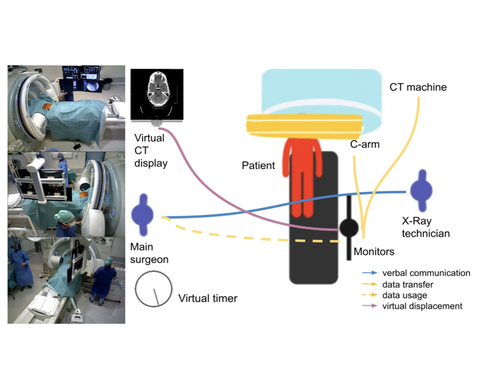 CT machine
Virtual
CT
display
C-arm
Patient
X-Ray
technician
Main
surgeon
Monitors
Virtual timer
verbal communication
data transfer
data usage
virtual displacement